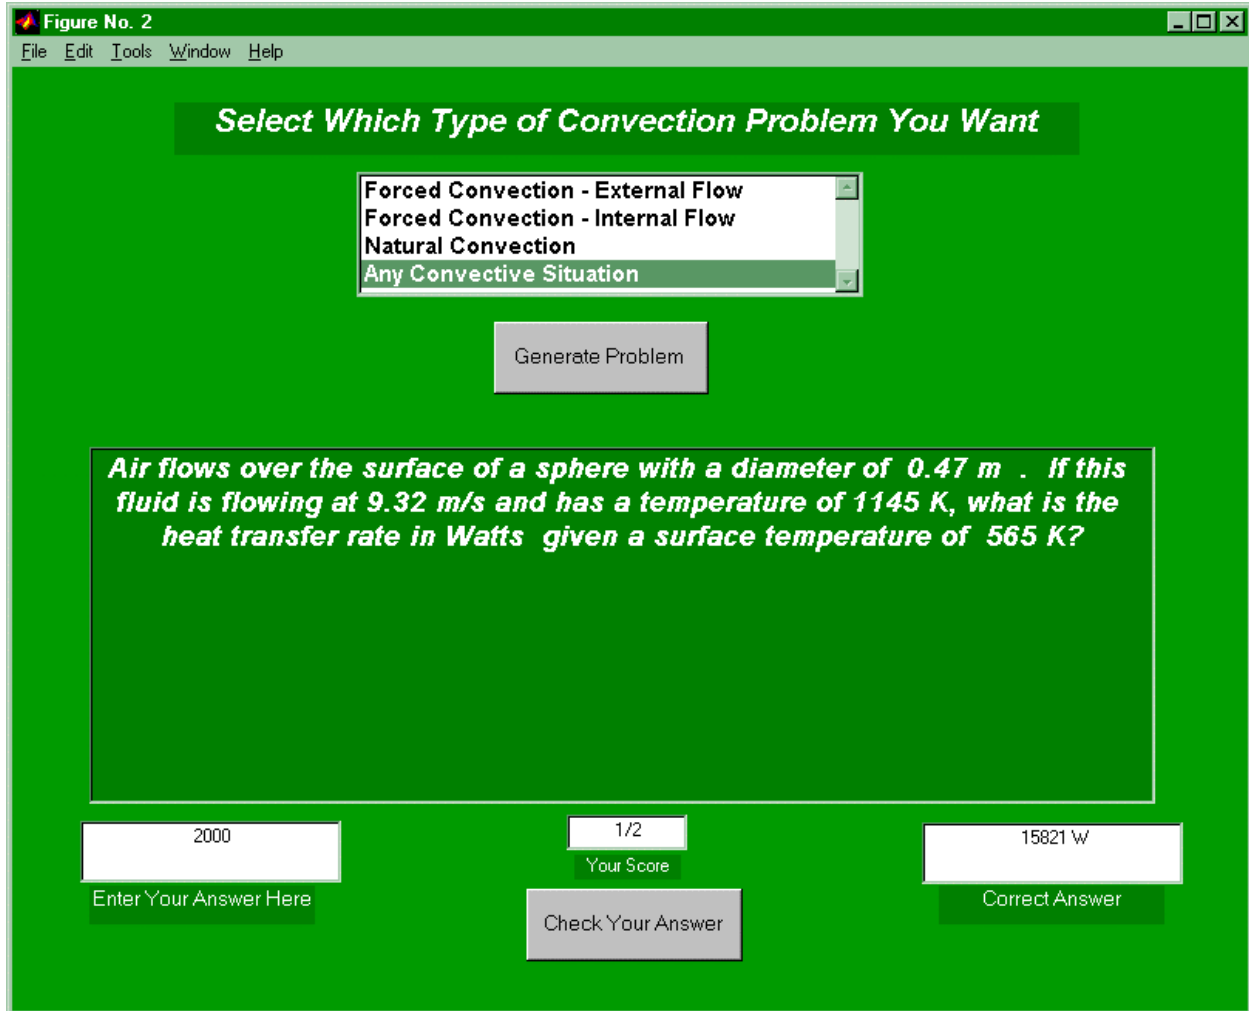 Figure No. 2
File Edit Tools Window Help
Select Which Type of Convection Problem You Want
Forced Convection - External Flow
Forced Convection - Internal Flow
Natural Convection
Any Convective Situation
Generate Problem
Air flows over the surface of a sphere with a diameter of 0.47 m . If this
fluid is flowing at 9.32 m/s and has a temperature of 1145 K, what is the
heat transfer rate in Watts given a surface temperature of 565 K?
2000
1/2
15821 W
Your Score
Enter Your Answer Here
Correct Answer
Check Your Answer